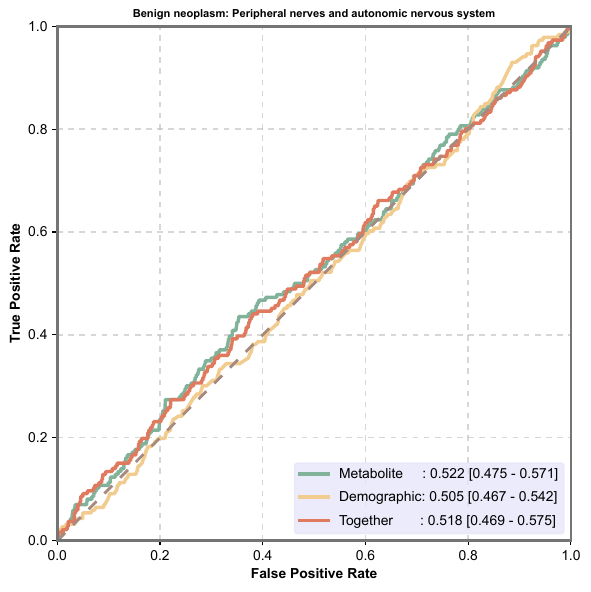 Benign neoplasm: Peripheral nerves and autonomic nervous system
1.0
0.8
0.6
0.4
0.2
0.0
True Positive Rate
Metabolite : 0.522 [0.475 - 0.571]
Demographic: 0.505 [0.467 - 0.542]
Together : 0.518 [0.469 - 0.575]
0.0 0.2 0.4 0.6 0.8 1.0
False Positive Rate